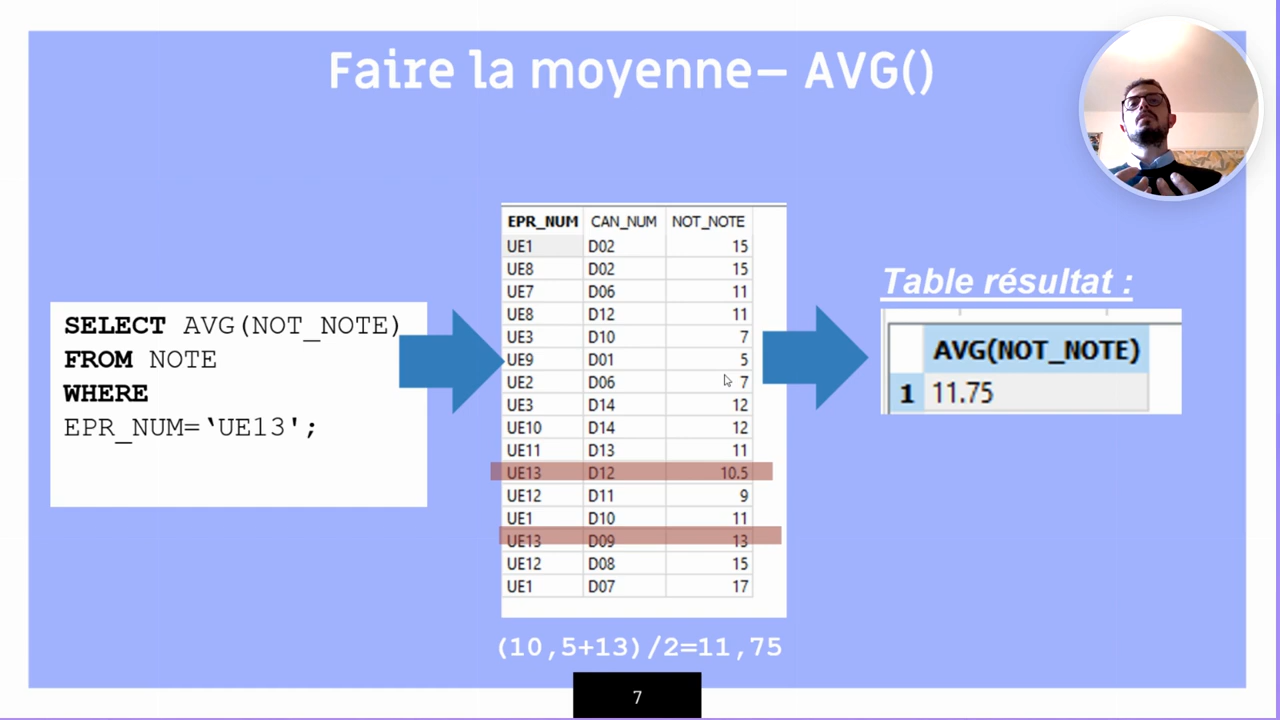 Faire la moyenne– AVG()
SELECT AVG(NOT_NOTE)
FROM NOTE
WHERE
EPR_NUM=‘UE13';
EPR_NUM CAN_NUM NOT_NOTE
UE1 D02 15
UE8 D02 15
UE7 D06 11
UE8 D12 11
UE3 D10 7
UE9 D01 5
UE2 D06 7
UE3 D14 12
UE10 D14 12
UE11 D13 11
UE13 D12 10.5
UE12 D11 9
UE1 D10 11
UE13 D09 13
UE12 D08 15
UE1 D07 17
(10,5+13)/2=11,75
Table résultat :
AVG(NOT_NOTE)
1 11.75
7